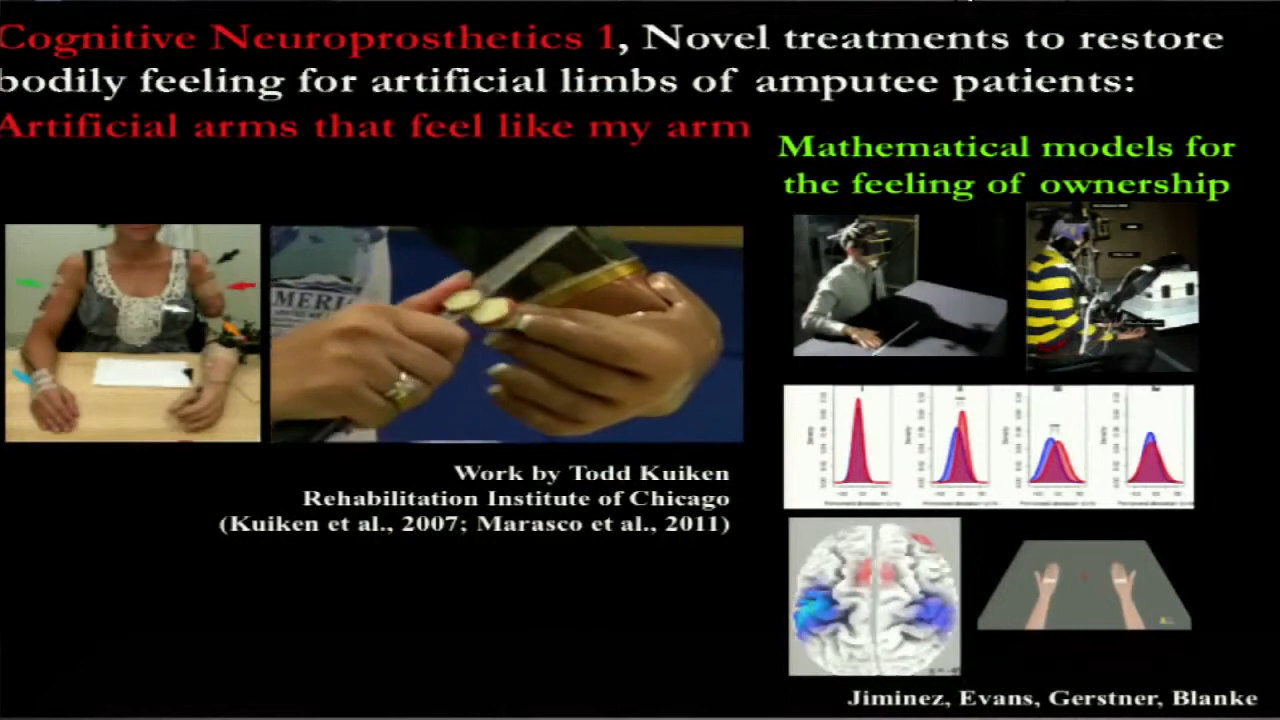 Cognitive Neuroprosthetics 1, Novel treatments to restore
bodily feeling for artificial limbs of amputee patients:
Artificial arms that feel like my arm
Mathematical models for
the feeling of ownership
MERI
Work by Todd Kuiken
Rehabilitation Institute of Chicago
(Kuiken et al., 2007; Marasco et al., 2011)
Jiminez, Evans, Gerstner, Blanke